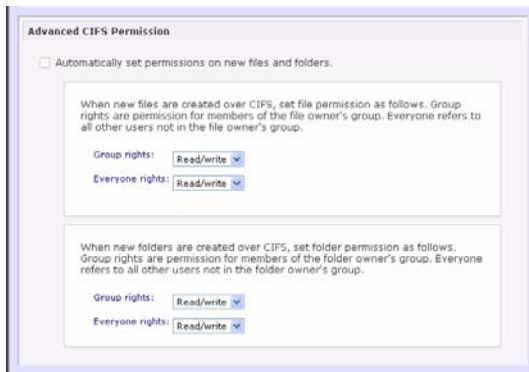 Advanced CIFS Permission
Automatically set permissions on new files and folders.
When new files are created over CIFS, set file permission as follows. Group
rights are permission for members of the file owner's group. Everyone refers to
all other users not in the file owner's group.
Group rights: Read/write
Everyone rights: Read/write
When new folders are created over CIFS, set folder permission as follows.
Group rights are permission for members of the folder owner's group. Everyone
refers to all other users not in the folder owner's group.
Group rights: Read/write
Everyone rights: Read/write